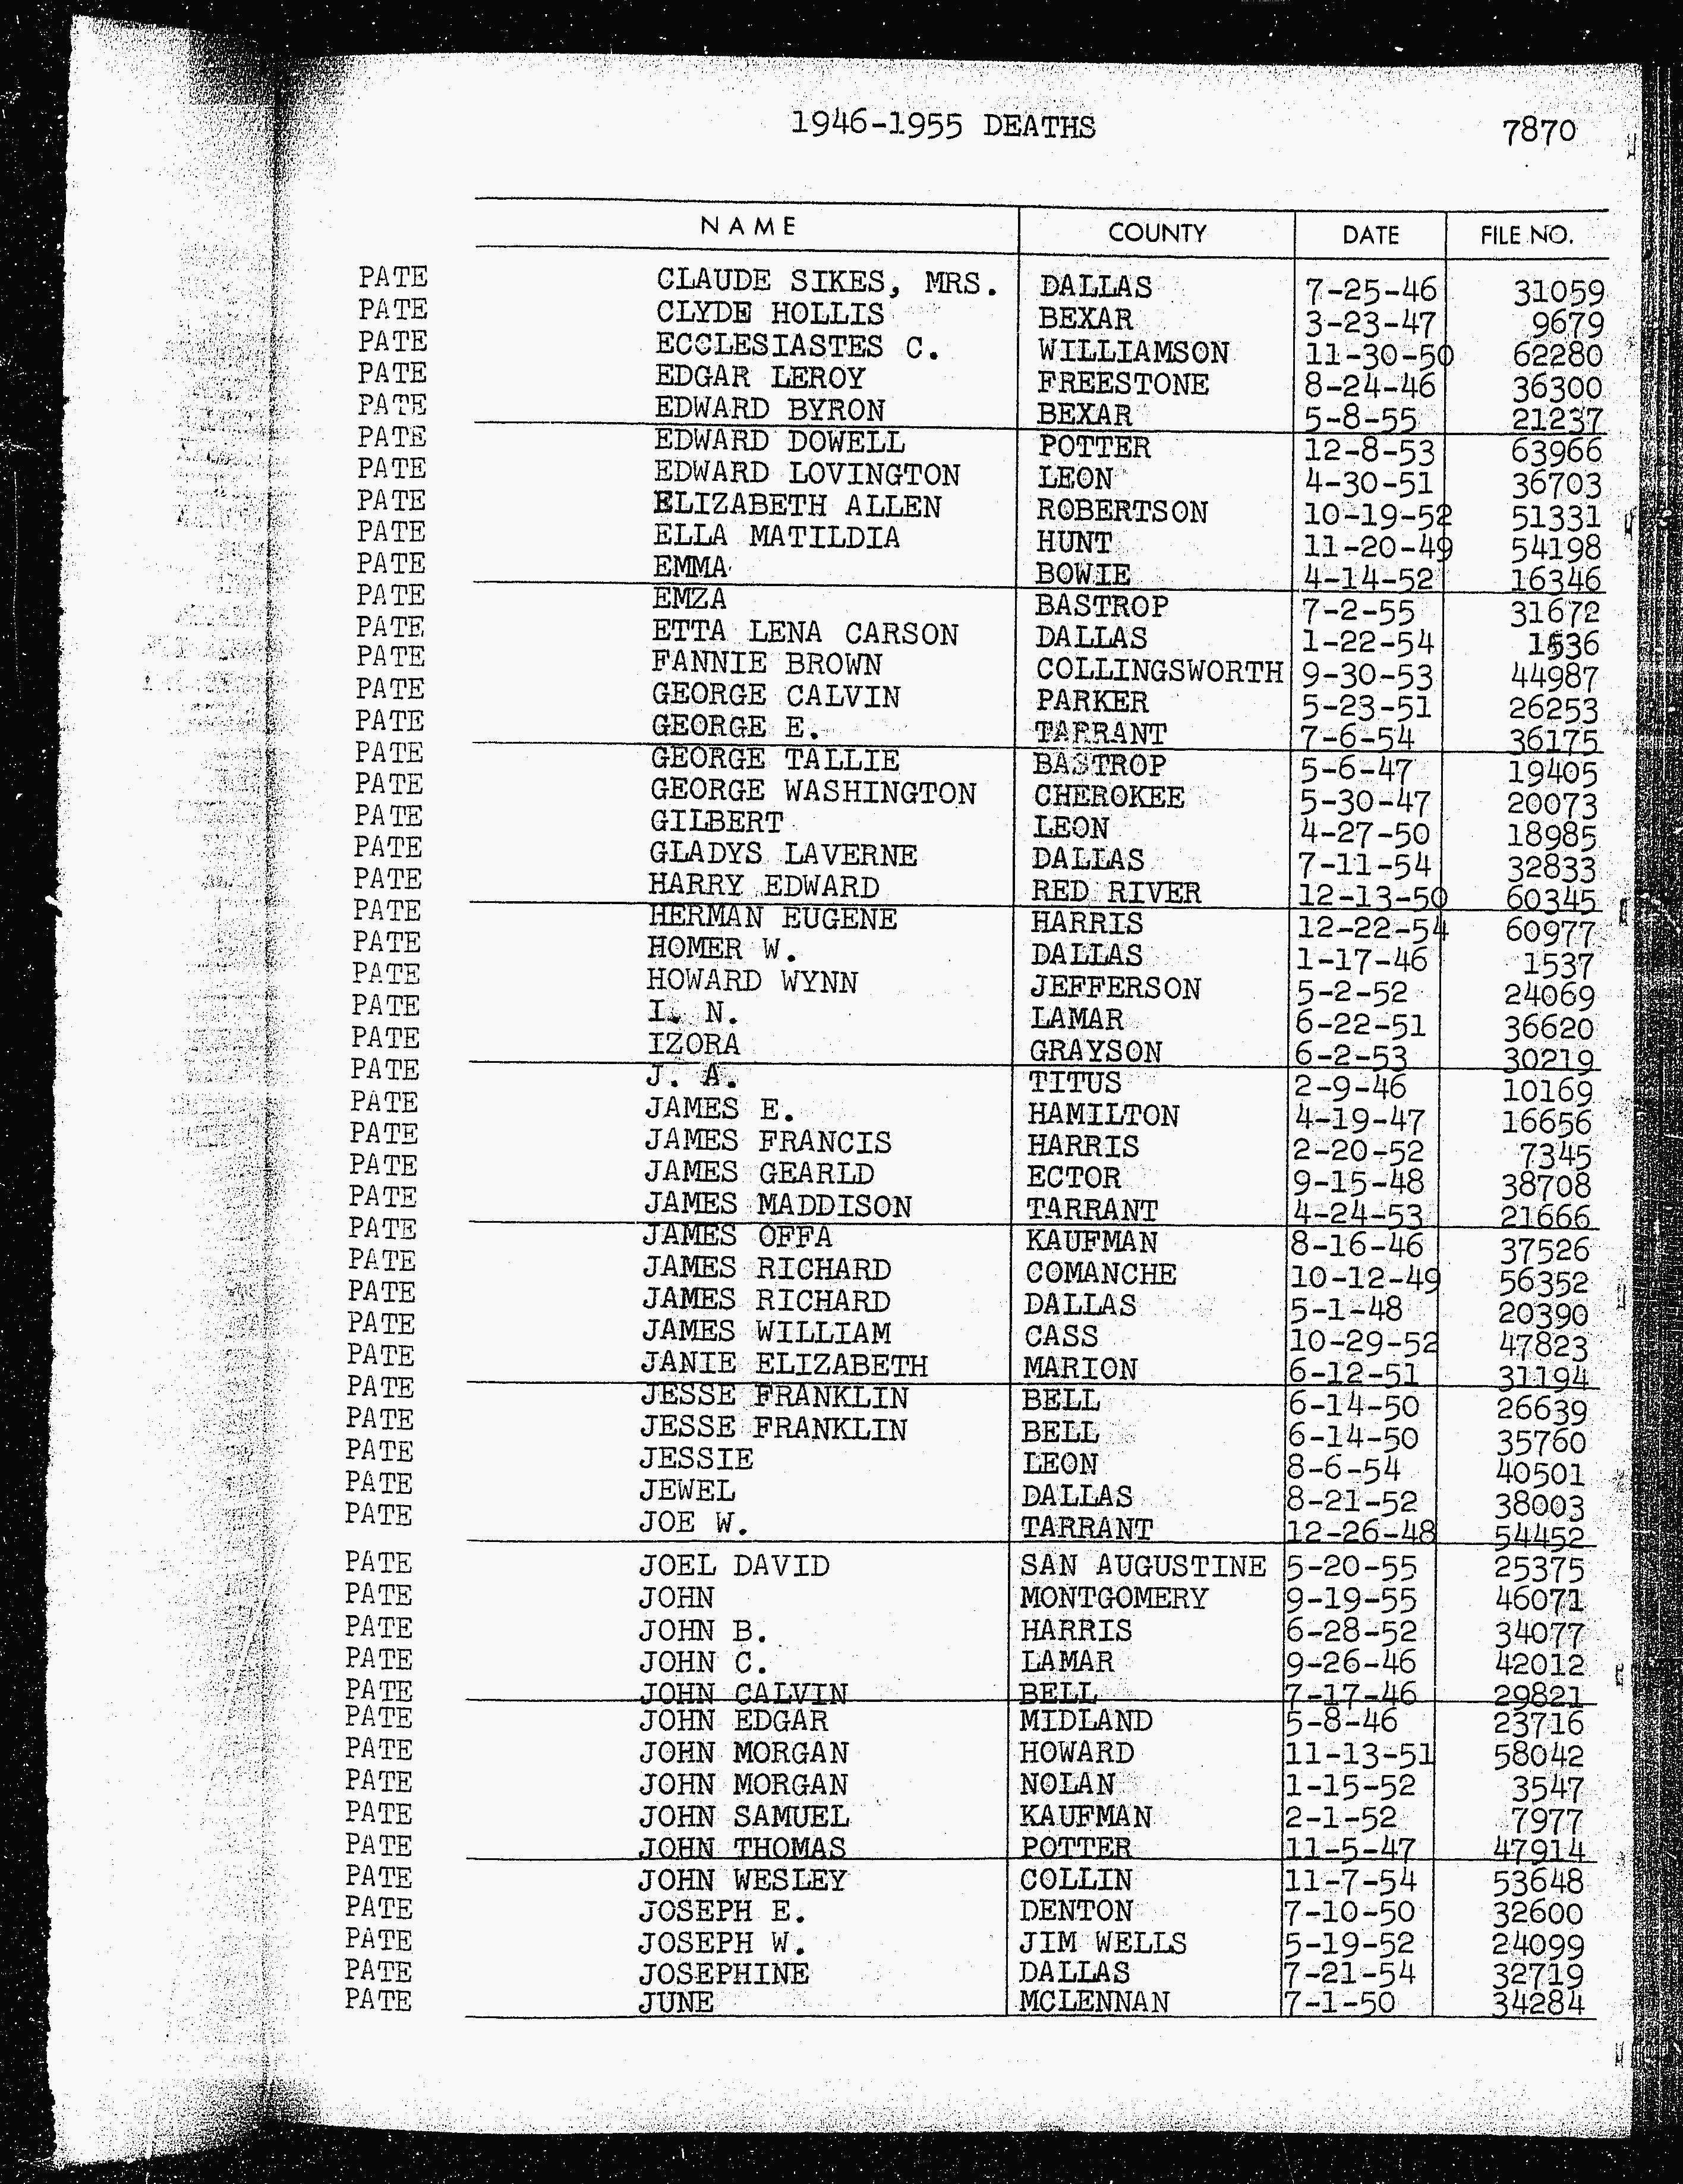 1946-1955 DEATHS 7870
NAME COUNTY DATE FILE NO.
PATE CLAUDE SIKES, MRS. DALLAS 7-25-46 31059
PATE CLYDE HOLLIS BEXAR 3-23-47 9679
PATE ECCLESIASTES C. WILLIAMSON 11-30-50 62280
PATE EDGAR LEROY FREESTONE 8-24-46 36300
PATE EDWARD BYRON BEXAR 5-8-55 21237
PATE EDWARD DOWELL POTTER 12-8-53 63966
PATE EDWARD LOVINGTON LEON 4-30-51 36703
PATE ELIZABETH ALLEN ROBERTSON 10-19-52 51331
PATE ELLA MATILDIA HUNT 11-20-49 54198
PATE EMMA BOWIE 4-14-52 16346
PATE EMZA BASTROP 7-2-55 31672
PATE ETTA LENA CARSON DALLAS 1-22-54
PATE FANNIE BROWN COLLINGSWORTH 9-30-53 44987
PATE GEORGE CALVIN PARKER 5-23-51 26253
PATE GEORGE E. TARRANT 7-6-54 36175
PATE GEORGE TALLIE BASTROP 5-6-47 19405
PATE GEORGE WASHINGTON CHEROKEE 5-30-47 20073
PATE GILBERT LEON 4-27-50 18985
PATE GLADYS LAVERNE DALLAS 7-11-54 32833
PATE HARRY EDWARD RED RIVER 12-13-50 60345
PATE HERMAN EUGENE HARRIS 12-22-54 60977
PATE HOMER W. DALLAS 1-17-46 1537
PATE HOWARD WYNN JEFFERSON 5-2-52 24069
PATE I. N. LAMAR 6-22-51 36620
PATE IZORA GRAYSON 6-2-53 30219
PATE J. A. TITUS 2-9-46 10169
PATE JAMES E. HAMILTON 4-19-47 16656
PATE JAMES FRANCIS HARRIS 2-20-52 7345
PATE JAMES GEARLD ECTOR 9-15-48 38708
PATE JAMES MADDISON TARRANT 4-24-53 21666
PATE JAMES OFFA KAUFMAN 8-16-46 37526
PATE JAMES RICHARD COMANCHE 10-12-49 56352
PATE JAMES RICHARD DALLAS 5-1-48 20390
PATE JAMES WILLIAM CASS 10-29-52 47823
PATE JANIE ELIZABETH MARION 6-12-51 31194
PATE JESSE FRANKLIN BELL 6-14-50 26639
PATE JESSE FRANKLIN BELL 6-14-50 35760
PATE JESSIE LEON 8-6-54 40501
PATE JEWEL DALLAS 8-21-52 38003
PATE JOE W. TARRANT 12-26-48 54452
PATE JOEL DAVID SAN AUGUSTINE 5-20-55 25375
PATE JOHN MONTGOMERY 9-19-55 46071
PATE JOHN B. HARRIS 6-28-52 34077
PATE JOHN C. LAMAR 9-26-46 42012
PATE JOHN CALVIN BELL 7-17-46 29821
PATE JOHN EDGAR MIDLAND 5-8-46 23716
PATE JOHN MORGAN HOWARD 11-13-51 58042
PATE JOHN MORGAN NOLAN 1-15-52 3547
PATE JOHN SAMUEL KAUFMAN 2-1-52 7977
PATE JOHN THOMAS POTTER 11-5-47 47914
PATE JOHN WESLEY COLLIN 11-7-54 53648
PATE JOSEPH E. DENTON 7-10-50 32600
PATE JOSEPH W. JIM WELLS 5-19-52 24099
PATE JOSEPHINE DALLAS 7-21-54 32719
PATE JUNE MCLENNAN 7-1-50 34284